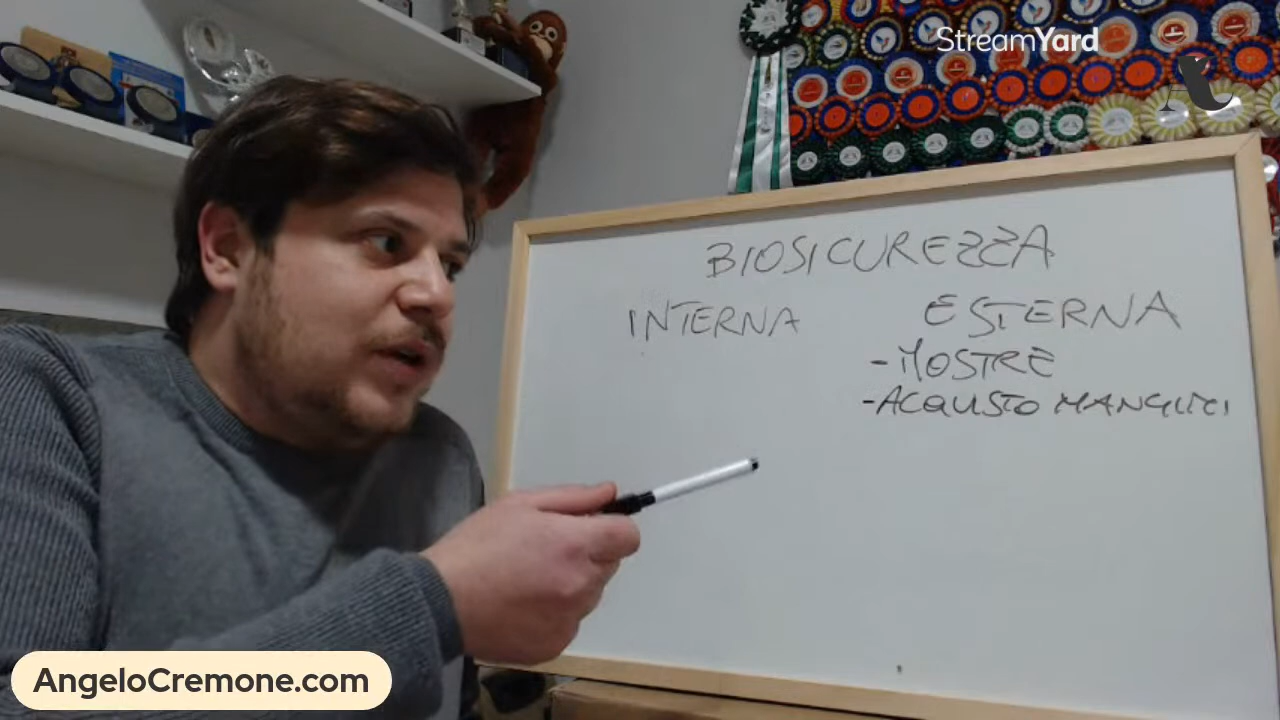 StreamYard
BIOSICUREZZA
INTERNA
ESTERNA
- MOSTRE
- ACQUISTO MANGIMI
AngeloCremone.com